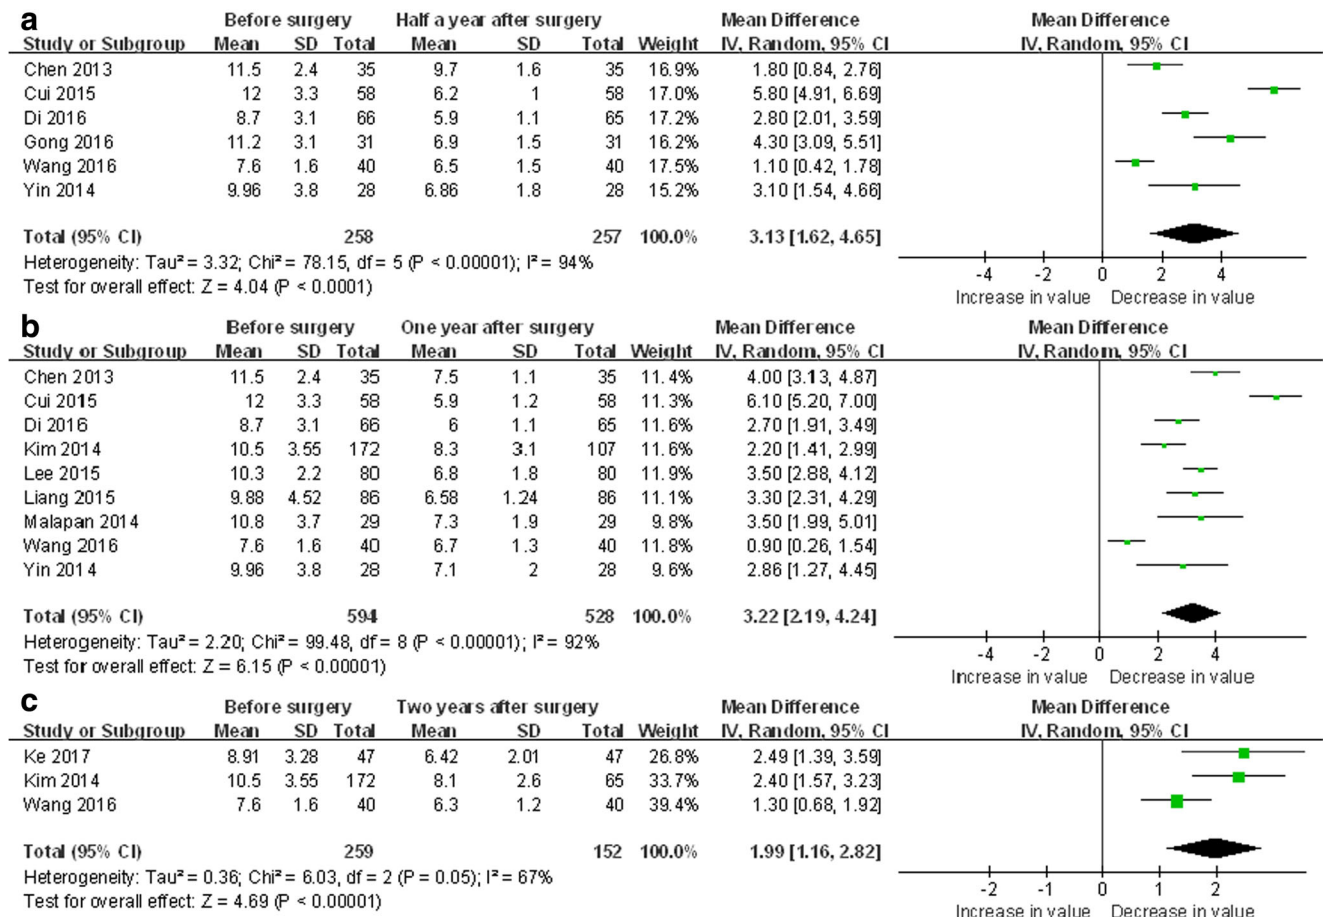 a
Before surgery Half a year after surgery Mean Difference Mean Difference
Study or Subgroup Mean SD Total Mean SD Total Weight IV, Random, 95% CI IV, Random, 95% CI
Chen 2013 11.5 2.4 35 9.7 1.6 35 16.9% 1.80 [0.84, 2.76]
Cui 2015 12 3.3 58 6.2 1 58 17.0% 5.80 [4.91, 6.69]
Di 2016 8.7 3.1 66 5.9 1.1 65 17.2% 2.80 [2.01, 3.59]
Gong 2016 11.2 3.1 31 6.9 1.5 31 16.2% 4.30 [3.09, 5.51]
Wang 2016 7.6 1.6 40 6.5 1.5 40 17.5% 1.10 [0.42, 1.78]
Yin 2014 9.96 3.8 28 6.86 1.8 28 15.2% 3.10 [1.54, 4.66]
Total (95% CI) 258 257 100.0% 3.13 [1.62, 4.65]
Heterogeneity: Tau² = 3.32; Chi² = 78.15, df = 5 (P < 0.00001); I² = 94%
Test for overall effect: Z = 4.04 (P < 0.0001)
-4 -2 0 2 4
Increase in value Decrease in value
b
Before surgery One year after surgery Mean Difference Mean Difference
Study or Subgroup Mean SD Total Mean SD Total Weight IV, Random, 95% CI IV, Random, 95% CI
Chen 2013 11.5 2.4 35 7.5 1.1 35 11.4% 4.00 [3.13, 4.87]
Cui 2015 12 3.3 58 5.9 1.2 58 11.3% 6.10 [5.20, 7.00]
Di 2016 8.7 3.1 66 6 1.1 65 11.6% 2.70 [1.91, 3.49]
Kim 2014 10.5 3.55 172 8.3 3.1 107 11.6% 2.20 [1.41, 2.99]
Lee 2015 10.3 2.2 80 6.8 1.8 80 11.9% 3.50 [2.88, 4.12]
Liang 2015 9.88 4.52 86 6.58 1.24 86 11.1% 3.30 [2.31, 4.29]
Malapan 2014 10.8 3.7 29 7.3 1.9 29 9.8% 3.50 [1.99, 5.01]
Wang 2016 7.6 1.6 40 6.7 1.3 40 11.8% 0.90 [0.26, 1.54]
Yin 2014 9.96 3.8 28 7.1 2 28 9.6% 2.86 [1.27, 4.45]
Total (95% CI) 594 528 100.0% 3.22 [2.19, 4.24]
Heterogeneity: Tau² = 2.20; Chi² = 99.48, df = 8 (P < 0.00001); I² = 92%
Test for overall effect: Z = 6.15 (P < 0.00001)
-4 -2 0 2 4
Increase in value Decrease in value
c
Before surgery Two years after surgery Mean Difference Mean Difference
Study or Subgroup Mean SD Total Mean SD Total Weight IV, Random, 95% CI IV, Random, 95% CI
Ke 2017 8.91 3.28 47 6.42 2.01 47 26.8% 2.49 [1.39, 3.59]
Kim 2014 10.5 3.55 172 8.1 2.6 65 33.7% 2.40 [1.57, 3.23]
Wang 2016 7.6 1.6 40 6.3 1.2 40 39.4% 1.30 [0.68, 1.92]
Total (95% CI) 259 152 100.0% 1.99 [1.16, 2.82]
Heterogeneity: Tau² = 0.36; Chi² = 6.03, df = 2 (P = 0.05); I² = 67%
Test for overall effect: Z = 4.69 (P < 0.00001)
-2 -1 0 1 2
Increase in value Decrease in value